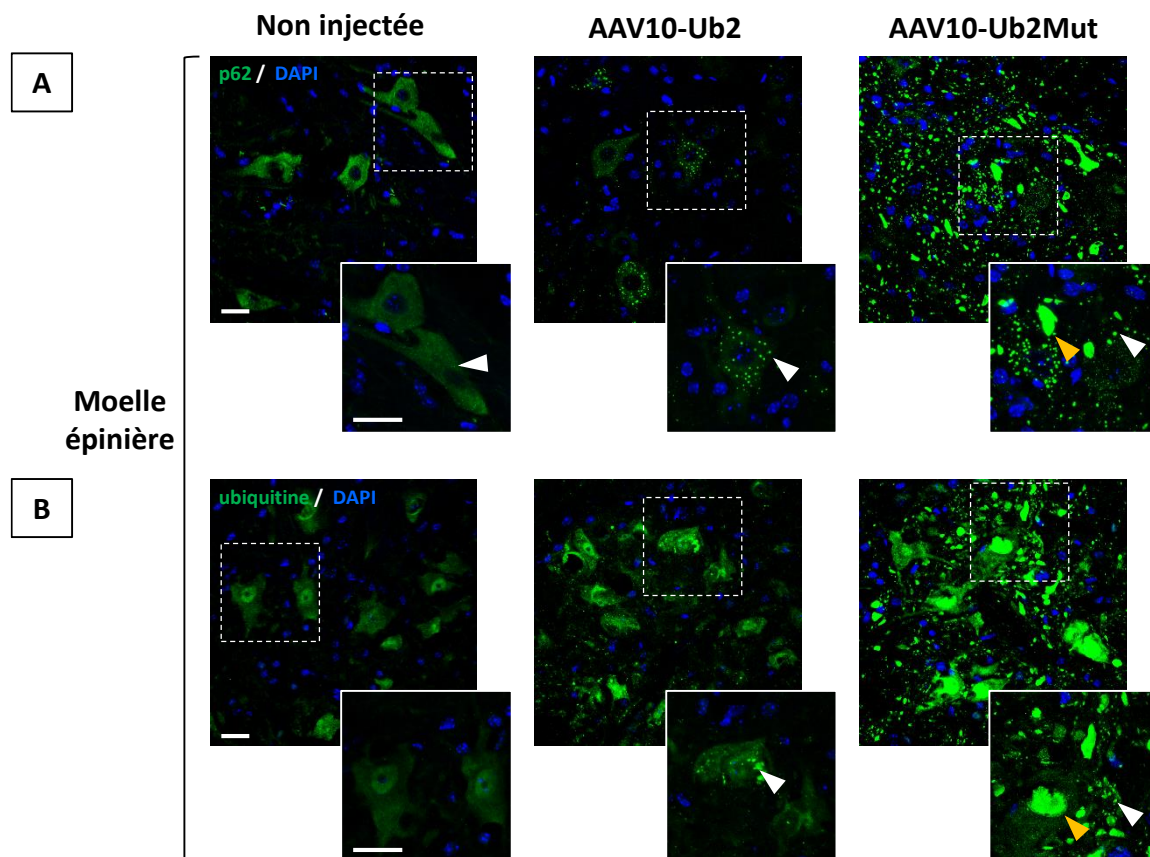 Non injectée
AAV10-Ub2
AAV10-Ub2Mut
A
p62 / DAPI
Moelle
épinière
B
ubiquitine / DAPI